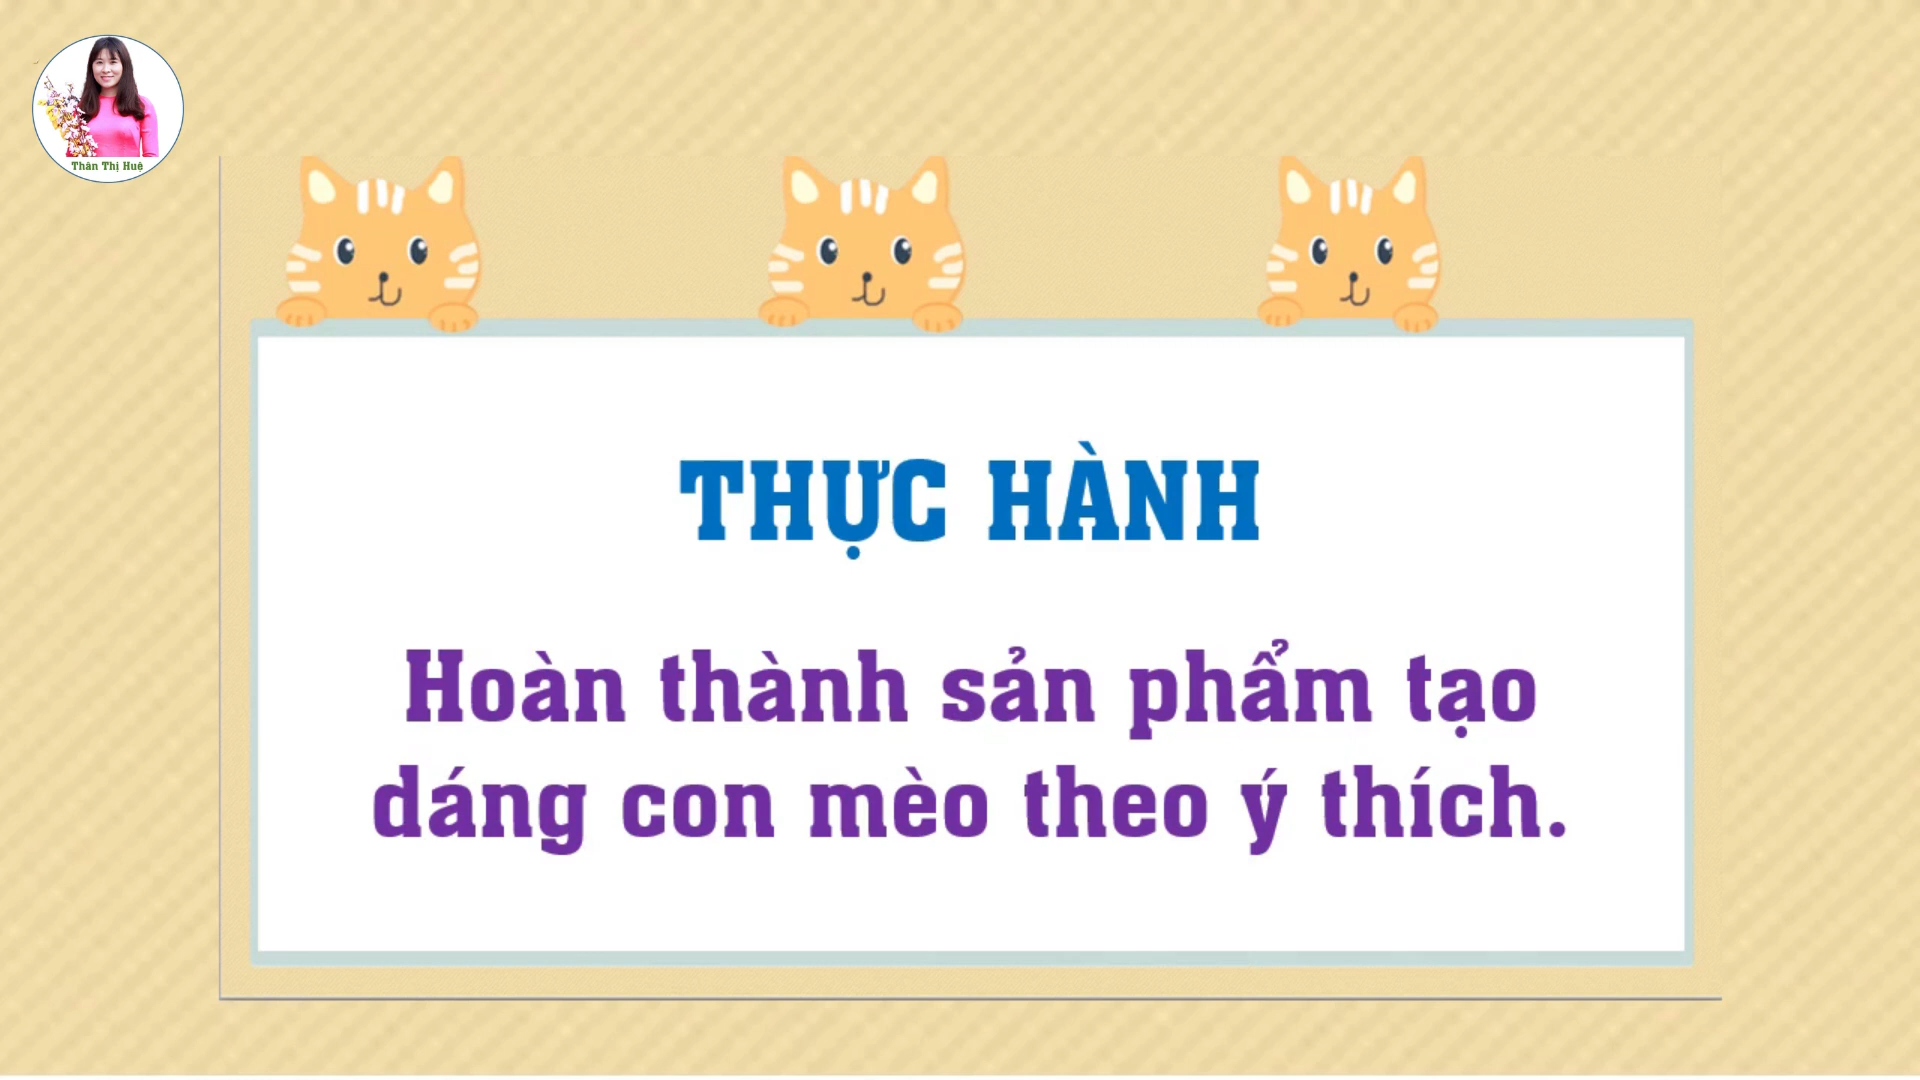 Thân Thị Huệ
THỰC HÀNH
Hoàn thành sản phẩm tạo
dáng con mèo theo ý thích.